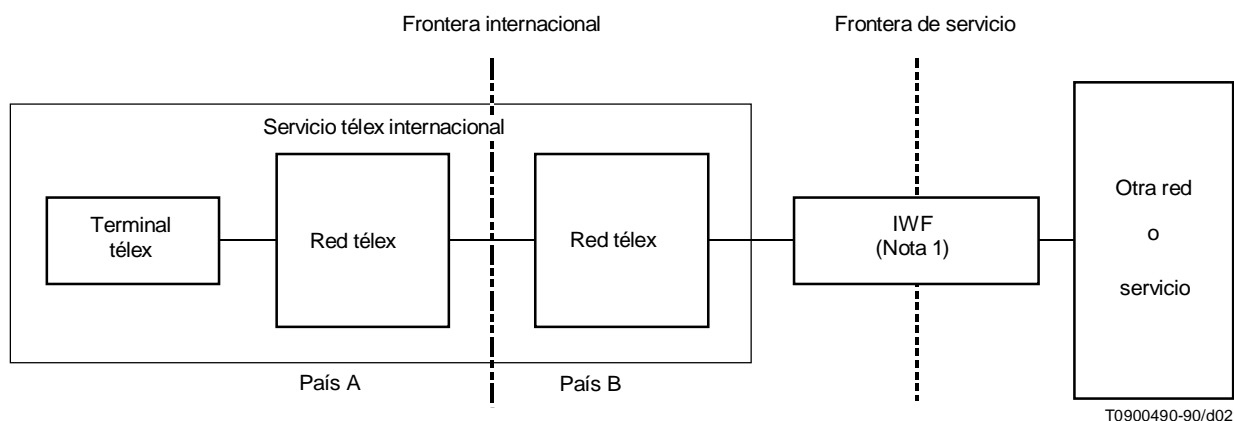 Frontera internacional
Frontera de servicio
Servicio télex internacional
Terminal
télex
Red télex
Red télex
IWF
(Nota 1)
Otra red
o
servicio
País A
País B
T0900490-90/d02